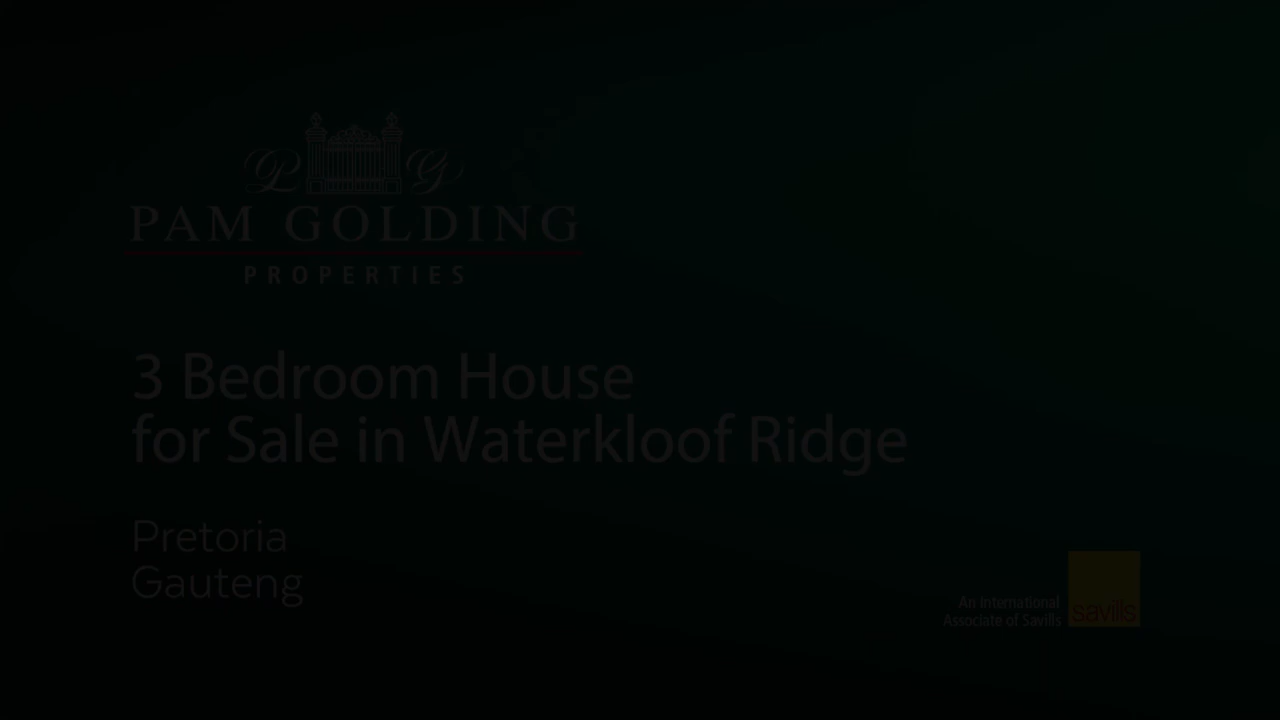 P G
PAM GOLDING
PROPERTIES
3 Bedroom House
for Sale in Waterkloof Ridge
Pretoria
Gauteng
An International
Associate of Savills
savills